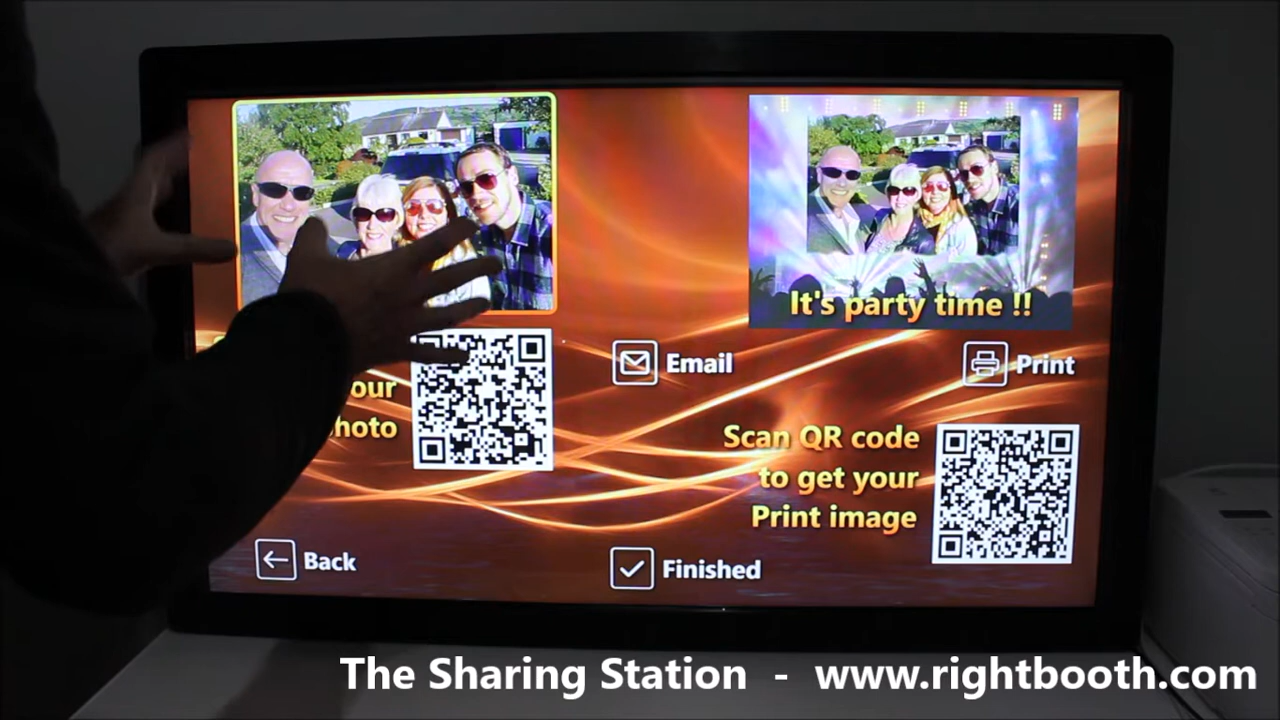 It's party time !!
Email
Print
our
hoto
Scan QR code
to get your
Print image
Back
Finished
The Sharing Station - www.rightbooth.com